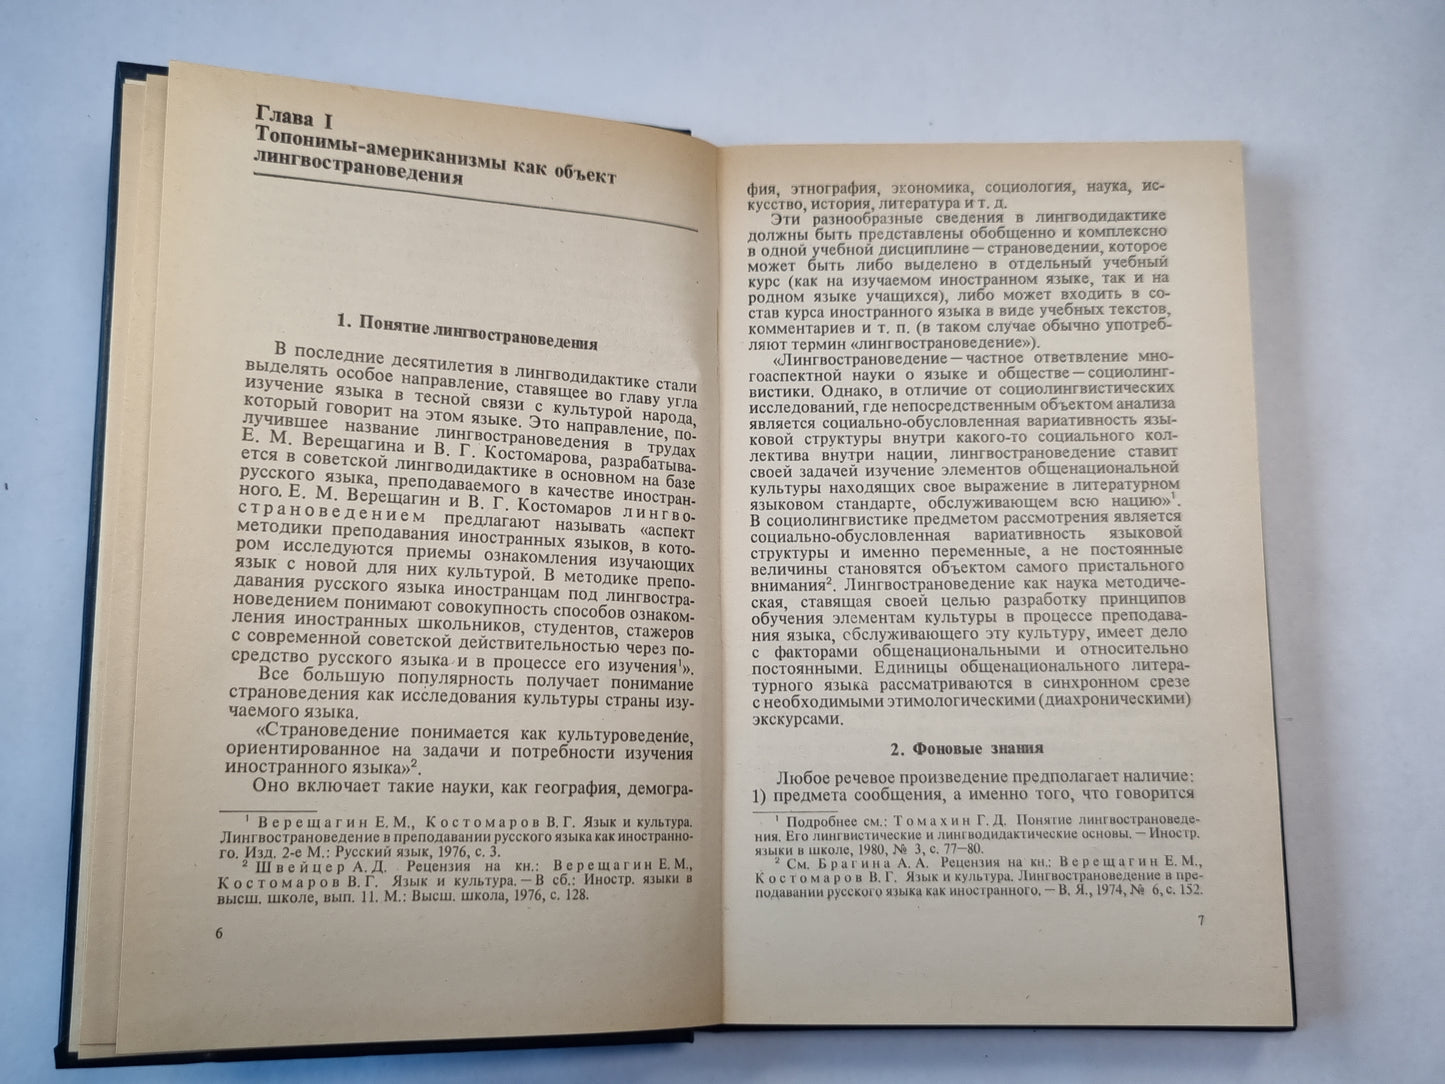 Глава I
Топонимы-американизмы как объект
лингвострановедения
1. Понятие лингвострановедения
В последние десятилетия в лингводидактике стали
выделять особое направление, ставящее во главу угла
изучение языка в тесной связи с культурой народа,
который говорит на этом языке. Это направление, по-
лучившее название лингвострановедения в трудах
Е. М. Верещагина и В. Г. Костомарова, разрабатыва-
ется в советской лингводидактике в основном на базе
русского языка, преподаваемого в качестве иностран-
ного. Е. М. Верещагин и В. Г. Костомаров лингво-
страноведением предлагают называть «аспект
методики преподавания иностранных языков, в кото-
ром исследуются приемы ознакомления изучающих
язык с новой для них культурой. В методике препо-
давания русского языка иностранцам под лингвостра-
новедением понимают совокупность способов ознаком-
ления иностранных школьников, студентов, стажеров
с современной советской действительностью через по-
средство русского языка и в процессе его изучения¹».
Все большую популярность получает понимание
страноведения как исследования культуры страны изу-
чаемого языка.
«Страноведение понимается как культуроведение,
ориентированное на задачи и потребности изучения
иностранного языка»².
Оно включает такие науки, как география, демогра-
¹ Верещагин Е. М., Костомаров В. Г. Язык и культура.
Лингвострановедение в преподавании русского языка как иностранно-
го. Изд. 2-е М.: Русский язык, 1976, с. 3.
² Швейцер А. Д. Рецензия на кн.: Верещагин Е. М.,
Костомаров В. Г. Язык и культура. — В сб.: Иностр. языки в
высш. школе, вып. 11. М.: Высш. школа, 1976, с. 128.
6
фия, этнография, экономика, социология, наука, ис-
кусство, история, литература и т. д.
Эти разнообразные сведения в лингводидактике
должны быть представлены обобщенно и комплексно
в одной учебной дисциплине — страноведении, которое
может быть либо выделено в отдельный учебный
курс (как на изучаемом иностранном языке, так и на
родном языке учащихся), либо может входить в со-
став курса иностранного языка в виде учебных текстов,
комментариев и т. п. (в таком случае обычно употреб-
ляют термин «лингвострановедение»).
«Лингвострановедение — частное ответвление мно-
гоаспектной науки о языке и обществе — социолинг-
вистики. Однако, в отличие от социолингвистических
исследований, где непосредственным объектом анализа
является социально-обусловленная вариативность язы-
ковой структуры внутри какого-то социального кол-
лектива внутри нации, лингвострановедение ставит
своей задачей изучение элементов общенациональной
культуры находящих свое выражение в литературном
языковом стандарте, обслуживающем всю нацию»¹.
В социолингвистике предметом рассмотрения является
социально-обусловленная вариативность языковой
структуры и именно переменные, а не постоянные
величины становятся объектом самого пристального
внимания². Лингвострановедение как наука методиче-
ская, ставящая своей целью разработку принципов
обучения элементам культуры в процессе преподава-
ния языка, обслуживающего эту культуру, имеет дело
с факторами общенациональными и относительно
постоянными. Единицы общенационального литера-
турного языка рассматриваются в синхронном срезе
с необходимыми этимологическими (диахроническими)
экскурсами.
2. Фоновые знания
Любое речевое произведение предполагает наличие:
1) предмета сообщения, а именно того, что говорится
¹ Подробнее см.: Томахин Г. Д. Понятие лингвострановеде-
ния. Его лингвистические и лингводидактические основы. — Иностр.
языки в школе, 1980, № 3, с. 77—80.
² См. Брагина А. А. Рецензия на кн.: Верещагин Е. М.,
Костомаров В. Г. Язык и культура. Лингвострановедение в пре-
подавании русского языка как иностранного. — В. Я., 1974, № 6, с. 152.
7